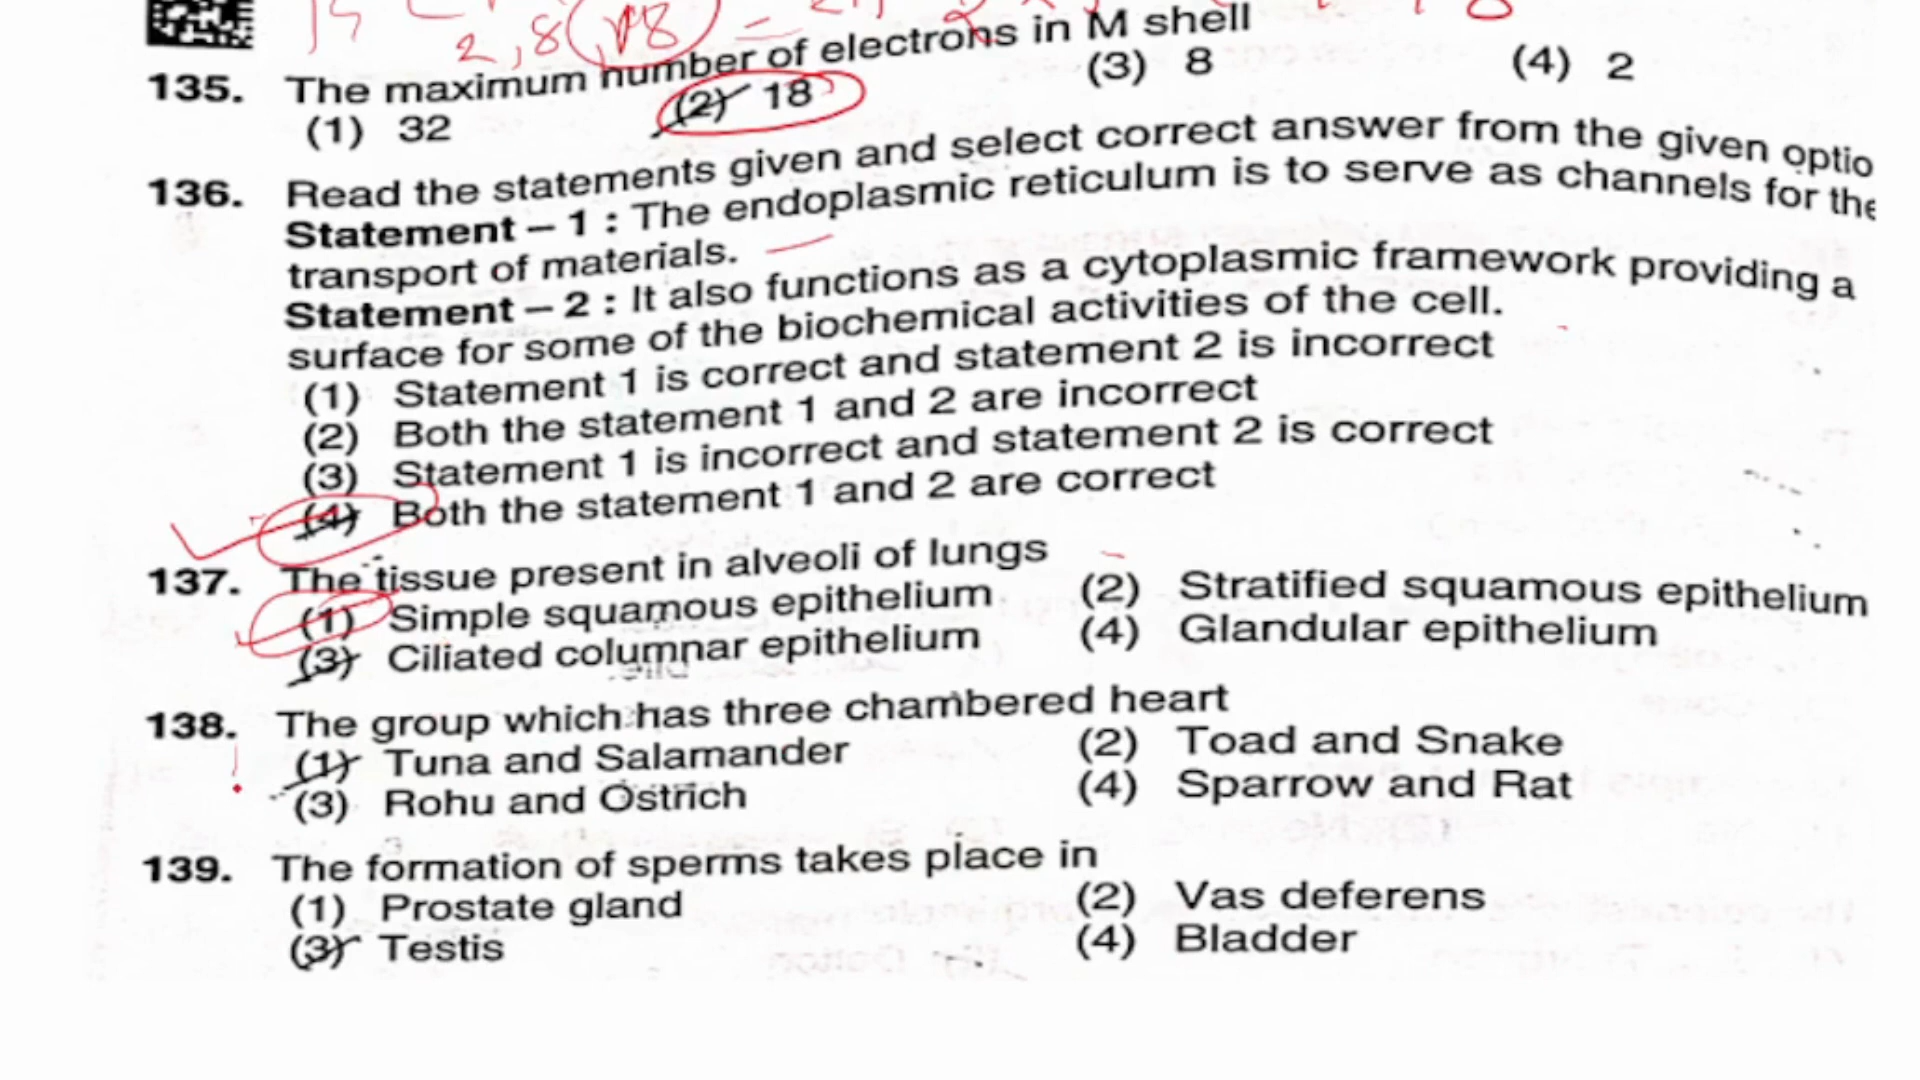 2,8(,18) =
135. The maximum number of electrons in M shell
(1) 32 (2) 18 (3) 8 (4) 2
136. Read the statements given and select correct answer from the given optio
Statement – 1 : The endoplasmic reticulum is to serve as channels for the
transport of materials.
Statement – 2 : It also functions as a cytoplasmic framework providing a
surface for some of the biochemical activities of the cell.
(1) Statement 1 is correct and statement 2 is incorrect
(2) Both the statement 1 and 2 are incorrect
(3) Statement 1 is incorrect and statement 2 is correct
(4) Both the statement 1 and 2 are correct
137. The tissue present in alveoli of lungs
(1) Simple squamous epithelium (2) Stratified squamous epithelium
(3) Ciliated columnar epithelium (4) Glandular epithelium
138. The group which has three chambered heart
(1) Tuna and Salamander (2) Toad and Snake
(3) Rohu and Ostrich (4) Sparrow and Rat
139. The formation of sperms takes place in
(1) Prostate gland (2) Vas deferens
(3) Testis (4) Bladder